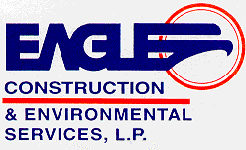 EAGLE
CONSTRUCTION
& ENVIRONMENTAL
SERVICES, L.P.